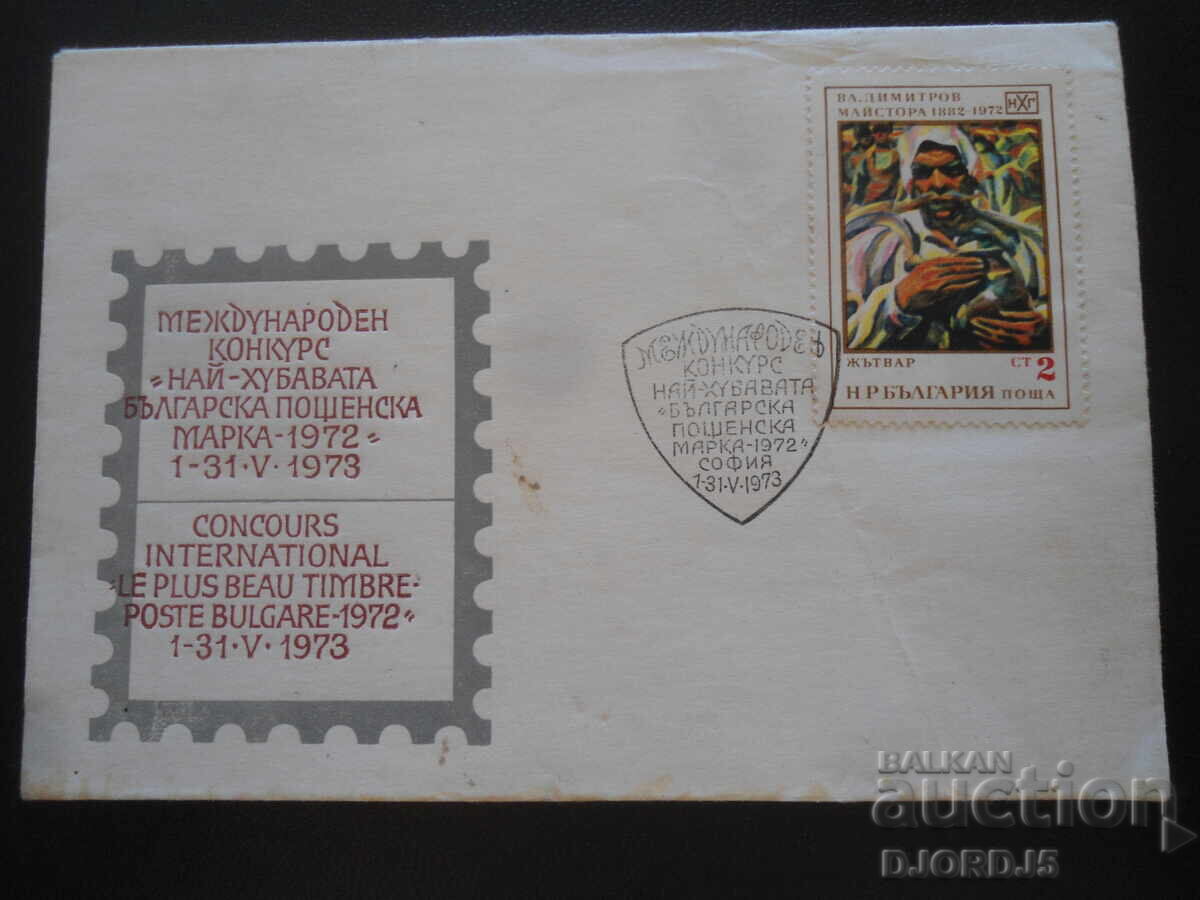 МЕЖДУНАРОДЕН
КОНКУРС
"НАЙ-ХУБАВАТА
БЪЛГАРСКА ПОЩЕНСКА
МАРКА-1972"
1-31·V·1973
CONCOURS
INTERNATIONAL
"LE PLUS BEAU TIMBRE-
POSTE BULGARE-1972"
1-31·V·1973
МЕЖДУНАРОДЕН
КОНКУРС
НАЙ-ХУБАВАТА
"БЪЛГАРСКА
ПОЩЕНСКА
МАРКА-1972"
СОФИЯ
1-31·V·1973
ВЛ. ДИМИТРОВ
МАЙСТОРА 1882-1972 НХГ
ЖЪТВАР СТ 2
НР БЪЛГАРИЯ ПОЩА
BALKAN
auction
DJORDJ5